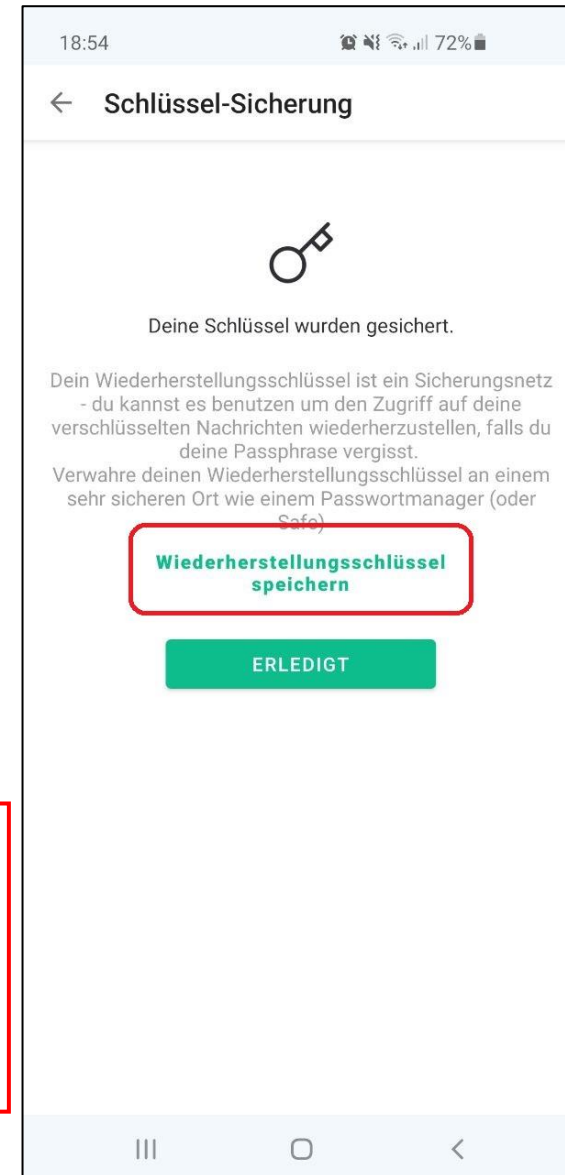 18:54 72%
Schlüssel-Sicherung
Deine Schlüssel wurden gesichert.
Dein Wiederherstellungsschlüssel ist ein Sicherungsnetz
- du kannst es benutzen um den Zugriff auf deine
verschlüsselten Nachrichten wiederherzustellen, falls du
deine Passphrase vergisst.
Verwahre deinen Wiederherstellungsschlüssel an einem
sehr sicheren Ort wie einem Passwortmanager (oder
Safe)
Wiederherstellungsschlüssel
speichern
ERLEDIGT